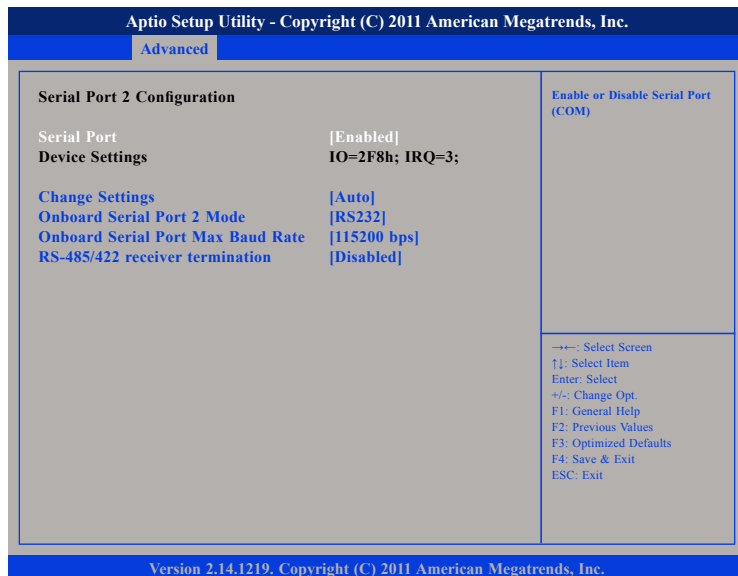 Aptio Setup Utility - Copyright (C) 2011 American Megatrends, Inc.
Advanced
Serial Port 2 Configuration
Serial Port [Enabled]
Device Settings IO=2F8h; IRQ=3;
Change Settings [Auto]
Onboard Serial Port 2 Mode [RS232]
Onboard Serial Port Max Baud Rate [115200 bps]
RS-485/422 receiver termination [Disabled]
Enable or Disable Serial Port
(COM)
→←: Select Screen
↑↓: Select Item
Enter: Select
+/-: Change Opt.
F1: General Help
F2: Previous Values
F3: Optimized Defaults
F4: Save & Exit
ESC: Exit
Version 2.14.1219. Copyright (C) 2011 American Megatrends, Inc.